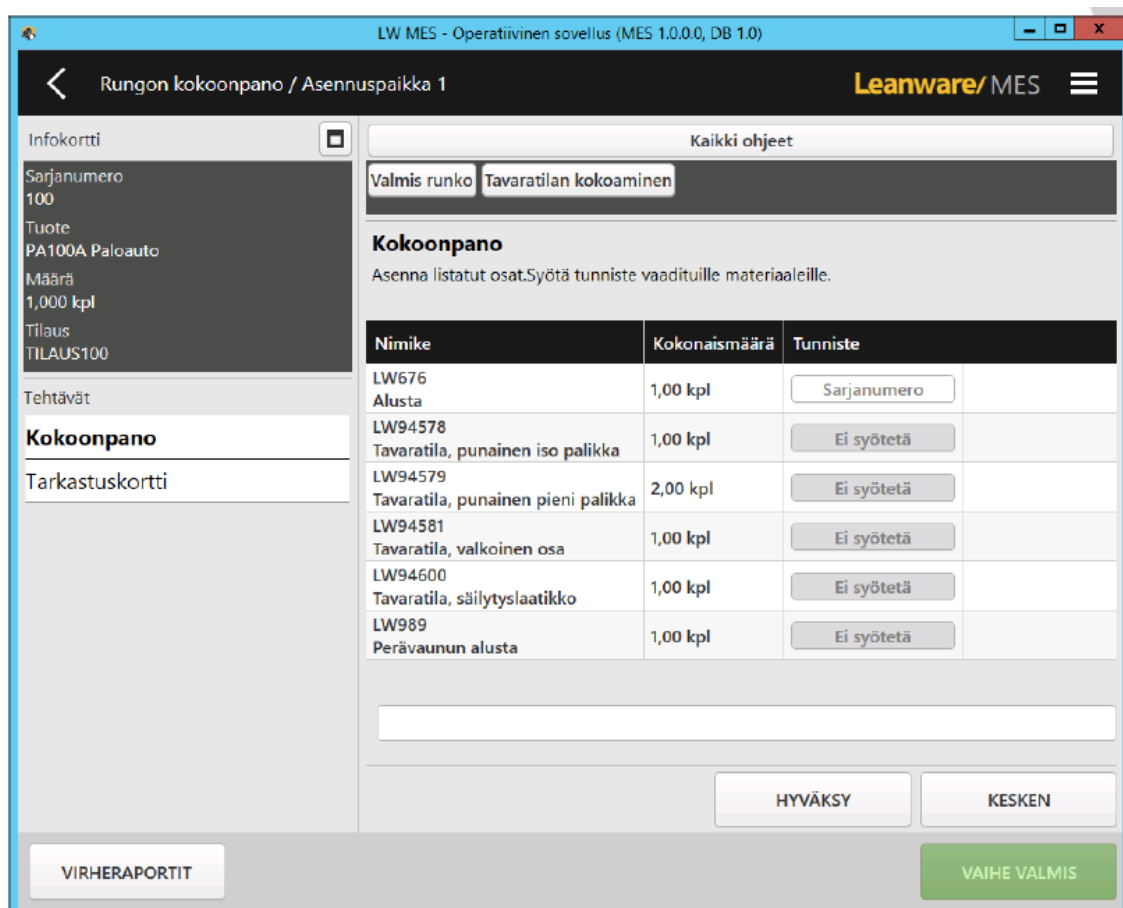 LW MES - Operatiivinen sovellus (MES 1.0.0.0, DB 1.0)
Rungon kokoonpano / Asennuspaikka 1
Leanware/MES
Infokortti
Sarjanumero
100
Tuote
PA100A Paloauto
Määrä
1,000 kpl
Tilaus
TILAUS100
Tehtävät
Kokoonpano
Tarkastuskortti
Kaikki ohjeet
Valmis runko Tavaratilan kokoaminen
Kokoonpano
Asenna listatut osat.Syötä tunniste vaadituille materiaaleille.
Nimike Kokonaismäärä Tunniste
LW676
Alusta 1,00 kpl Sarjanumero
LW94578
Tavaratila, punainen iso palikka 1,00 kpl Ei syötetä
LW94579
Tavaratila, punainen pieni palikka 2,00 kpl Ei syötetä
LW94581
Tavaratila, valkoinen osa 1,00 kpl Ei syötetä
LW94600
Tavaratila, säilytyslaatikko 1,00 kpl Ei syötetä
LW989
Perävaunun alusta 1,00 kpl Ei syötetä
HYVÄKSY KESKEN
VIRHERAPORTIT VAIHE VALMIS